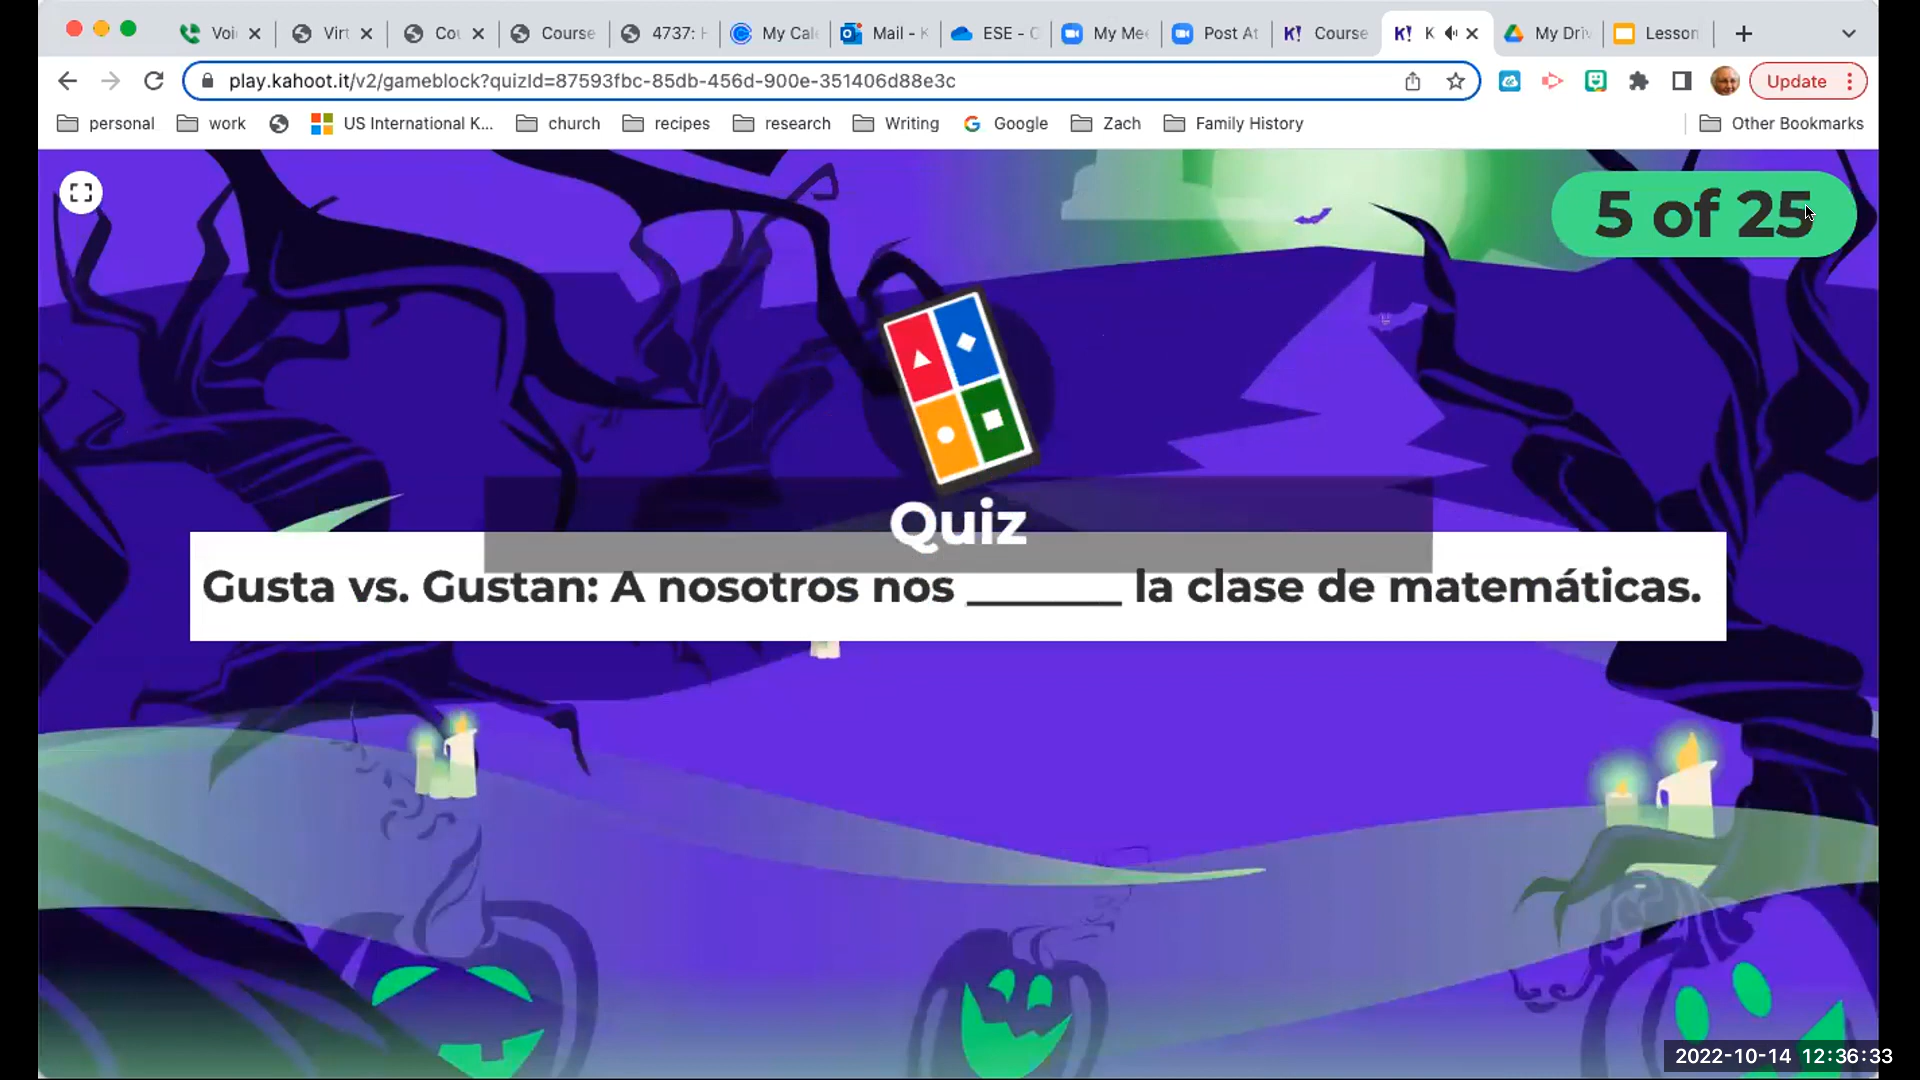 Voi
Virt
Cou
Course
4737: H
My Cal
Mail - K
ESE - C
My Mee
Post At
K! Course
K! K
My Driv
Lesson
play.kahoot.it/v2/gameblock?quizId=87593fbc-85db-456d-900e-351406d88e3c
Update
personal
work
US International K...
church
recipes
research
Writing
Google
Zach
Family History
Other Bookmarks
5 of 25
Quiz
Gusta vs. Gustan: A nosotros nos _______ la clase de matemáticas.
2022-10-14 12:36:33